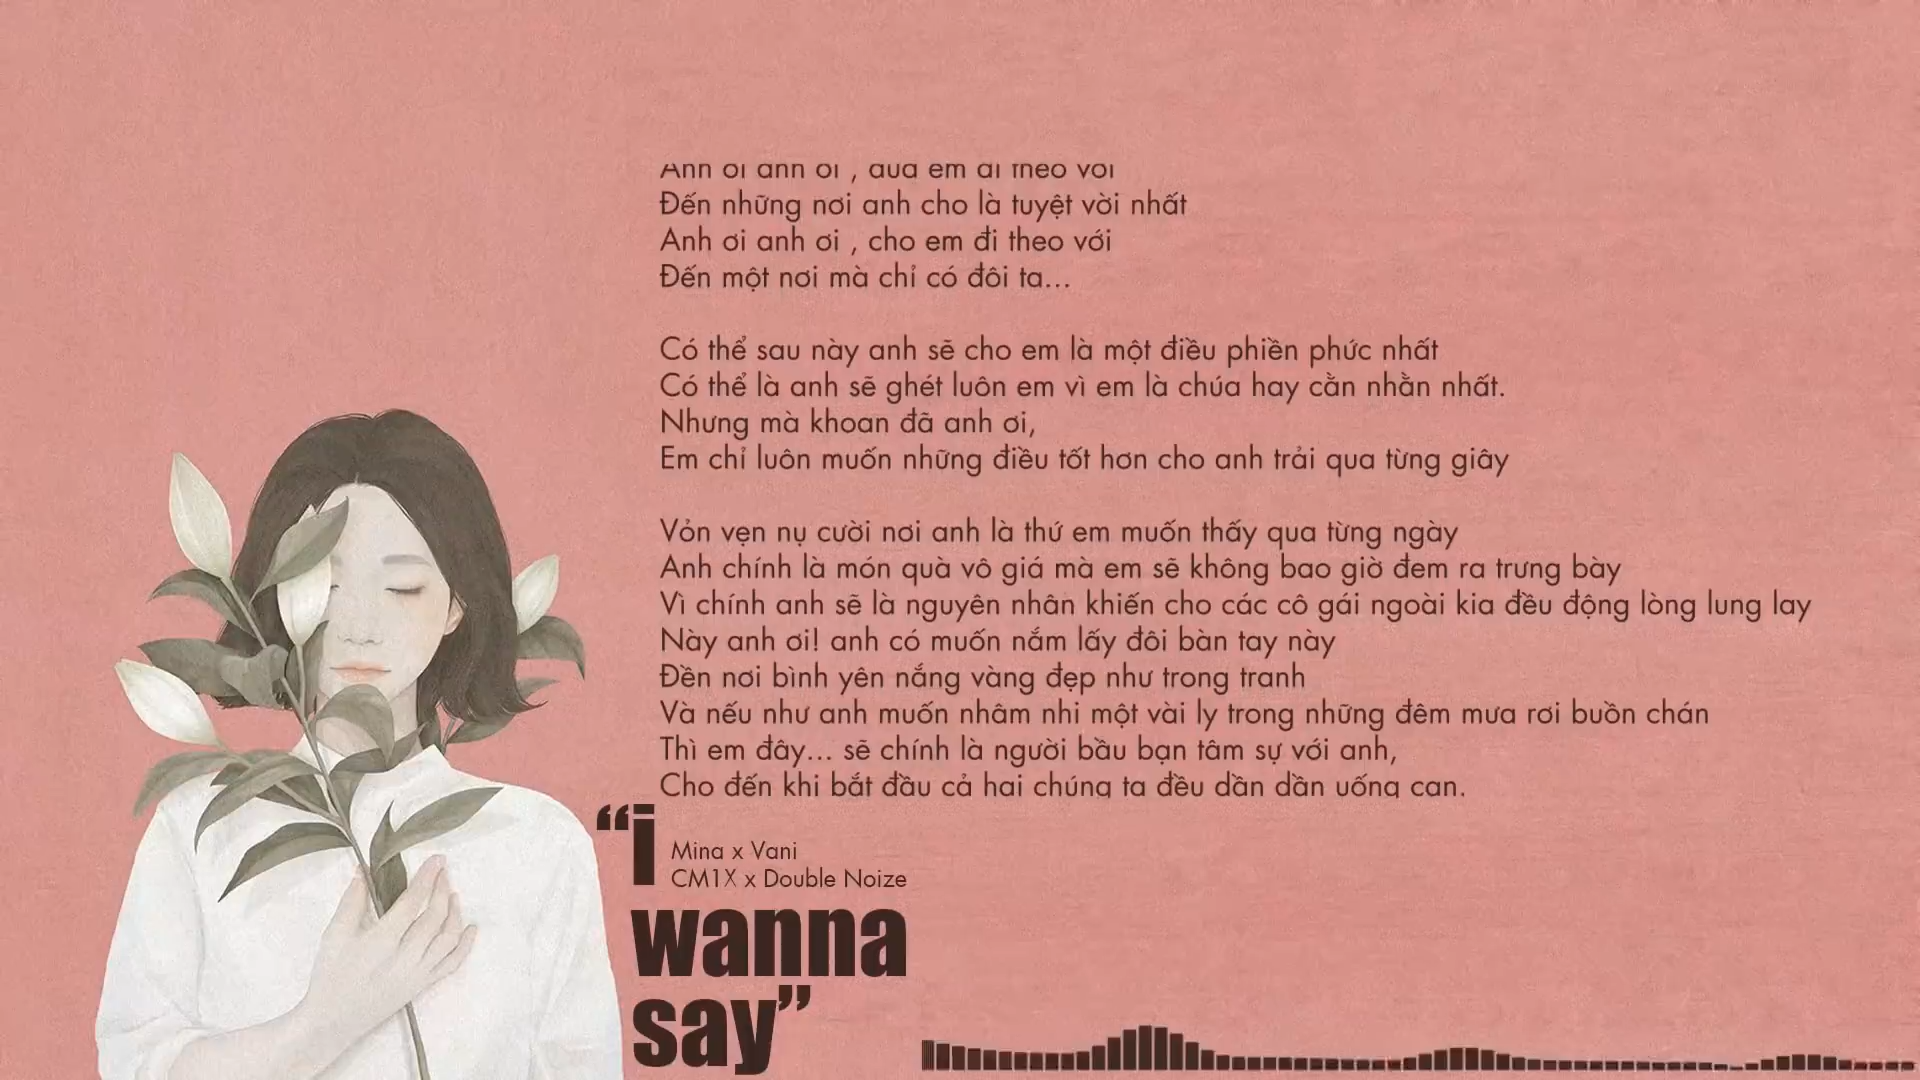 Anh ơi anh ơi , đưa em đi theo với
Đến những nơi anh cho là tuyệt vời nhất
Anh ơi anh ơi , cho em đi theo với
Đến một nơi mà chỉ có đôi ta...
Có thể sau này anh sẽ cho em là một điều phiền phức nhất
Có thể là anh sẽ ghét luôn em vì em là chúa hay cằn nhằn nhất.
Nhưng mà khoan đã anh ơi,
Em chỉ luôn muốn những điều tốt hơn cho anh trải qua từng giây
Vỏn vẹn nụ cười nơi anh là thứ em muốn thấy qua từng ngày
Anh chính là món quà vô giá mà em sẽ không bao giờ đem ra trưng bày
Vì chính anh sẽ là nguyên nhân khiến cho các cô gái ngoài kia đều động lòng lung lay
Này anh ơi! anh có muốn nắm lấy đôi bàn tay này
Đền nơi bình yên nắng vàng đẹp như trong tranh
Và nếu như anh muốn nhâm nhi một vài ly trong những đêm mưa rơi buồn chán
Thì em đây... sẽ chính là người bầu bạn tâm sự với anh,
Cho đến khi bắt đầu cả hai chúng ta đều dần dần uống cạn.
“i
Mina x Vani
CM1X x Double Noize
wanna
say”